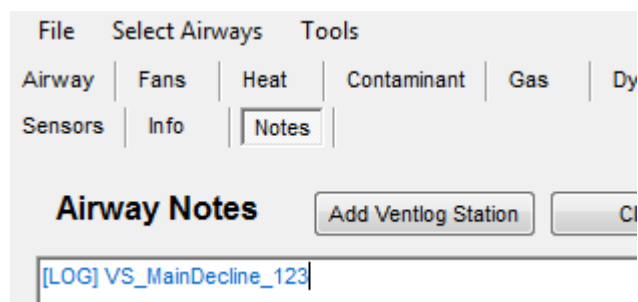 File Select Airways Tools
Airway Fans Heat Contaminant Gas
Sensors Info Notes
Airway Notes Add Ventlog Station
[LOG] VS_MainDecline_123